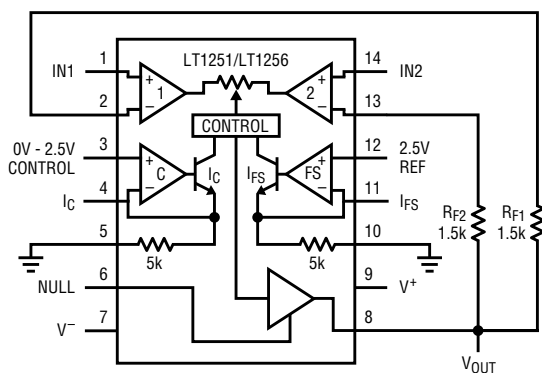 LT1251/LT1256
1
IN1
2
+
−
1
+
−
2
14
IN2
13
CONTROL
0V - 2.5V
CONTROL
3
I_C
4
+
−
C
I_C
I_FS
+
−
FS
12
2.5V
REF
11
I_FS
5
5k
5k
10
NULL
6
9
V+
V−
7
8
R_F2
1.5k
R_F1
1.5k
V_OUT